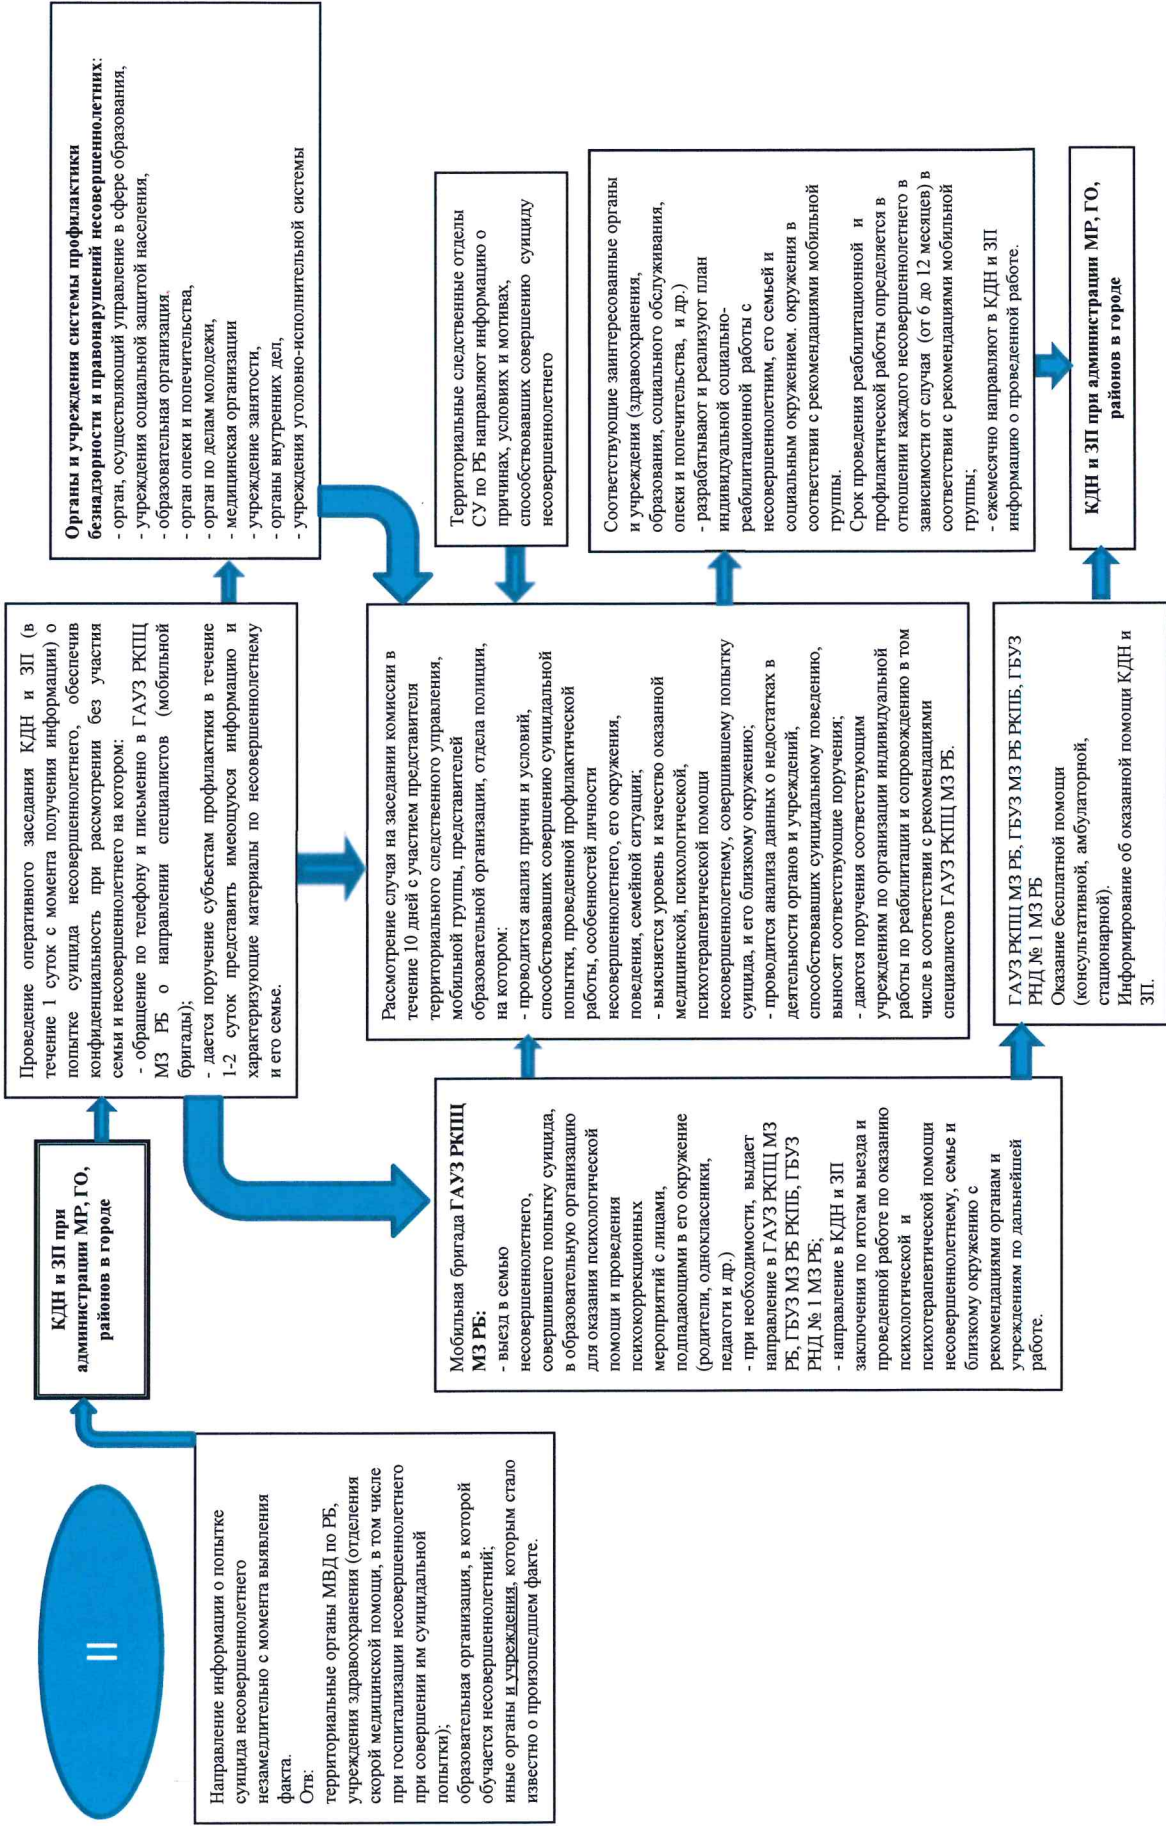 II
Направление информации о попытке
суицида несовершеннолетнего
незамедлительно с момента выявления
факта.
Отв:
территориальные органы МВД по РБ,
учреждения здравоохранения (отделения
скорой медицинской помощи, в том числе
при госпитализации несовершеннолетнего
при совершении им суицидальной
попытки);
образовательная организация, в которой
обучается несовершеннолетний;
иные органы и учреждения, которым стало
известно о произошедшем факте.
КДН и ЗП при
администрации МР, ГО,
районов в городе
Проведение оперативного заседания КДН и ЗП (в
течение 1 суток с момента получения информации) о
попытке суицида несовершеннолетнего, обеспечив
конфиденциальность при рассмотрении без участия
семьи и несовершеннолетнего на котором:
- обращение по телефону и письменно в ГАУЗ РКПЦ
МЗ РБ о направлении специалистов (мобильной
бригады);
- дается поручение субъектам профилактики в течение
1-2 суток представить имеющуюся информацию и
характеризующие материалы по несовершеннолетнему
и его семье.
Органы и учреждения системы профилактики
безнадзорности и правонарушений несовершеннолетних:
- орган, осуществляющий управление в сфере образования,
- учреждения социальной защитой населения,
- образовательная организация.
- орган опеки и попечительства,
- орган по делам молодежи,
- медицинская организации
- учреждение занятости,
- органы внутренних дел,
- учреждения уголовно-исполнительной системы
Мобильная бригада ГАУЗ РКПЦ
МЗ РБ:
- выезд в семью
несовершеннолетнего,
совершившего попытку суицида,
в образовательную организацию
для оказания психологической
помощи и проведения
психокоррекционных
мероприятий с лицами,
подпадающими в его окружение
(родители, одноклассники,
педагоги и др.)
- при необходимости, выдает
направление в ГАУЗ РКПЦ МЗ
РБ, ГБУЗ МЗ РБ РКПБ, ГБУЗ
РНД № 1 МЗ РБ;
- направление в КДН и ЗП
заключения по итогам выезда и
проведенной работе по оказанию
психологической и
психотерапевтической помощи
несовершеннолетнему, семье и
близкому окружению с
рекомендациями органам и
учреждениям по дальнейшей
работе.
Рассмотрение случая на заседании комиссии в
течение 10 дней с участием представителя
территориального следственного управления,
мобильной группы, представителей
образовательной организации, отдела полиции,
на котором:
- проводится анализ причин и условий,
способствовавших совершению суицидальной
попытки, проведенной профилактической
работы, особенностей личности
несовершеннолетнего, его окружения,
поведения, семейной ситуации;
- выясняется уровень и качество оказанной
медицинской, психологической,
психотерапевтической помощи
несовершеннолетнему, совершившему попытку
суицида, и его близкому окружению;
- проводится анализа данных о недостатках в
деятельности органов и учреждений,
способствовавших суицидальному поведению,
выносят соответствующие поручения;
- даются поручения соответствующим
учреждениям по организации индивидуальной
работы по реабилитации и сопровождению в том
числе в соответствии с рекомендациями
специалистов ГАУЗ РКПЦ МЗ РБ.
Территориальные следственные отделы
СУ по РБ направляют информацию о
причинах, условиях и мотивах,
способствовавших совершению суициду
несовершеннолетнего
Соответствующие заинтересованные органы
и учреждения (здравоохранения,
образования, социального обслуживания,
опеки и попечительства, и др.)
- разрабатывают и реализуют план
индивидуальной социально-
реабилитационной работы с
несовершеннолетним, его семьей и
социальным окружением. окружения в
соответствии с рекомендациями мобильной
группы.
Срок проведения реабилитационной и
профилактической работы определяется в
отношении каждого несовершеннолетнего в
зависимости от случая (от 6 до 12 месяцев) в
соответствии с рекомендациями мобильной
группы;
- ежемесячно направляют в КДН и ЗП
информацию о проведенной работе.
ГАУЗ РКПЦ МЗ РБ, ГБУЗ МЗ РБ РКПБ, ГБУЗ
РНД № 1 МЗ РБ
Оказание бесплатной помощи
(консультативной, амбулаторной,
стационарной).
Информирование об оказанной помощи КДН и
ЗП.
КДН и ЗП при администрации МР, ГО,
районов в городе